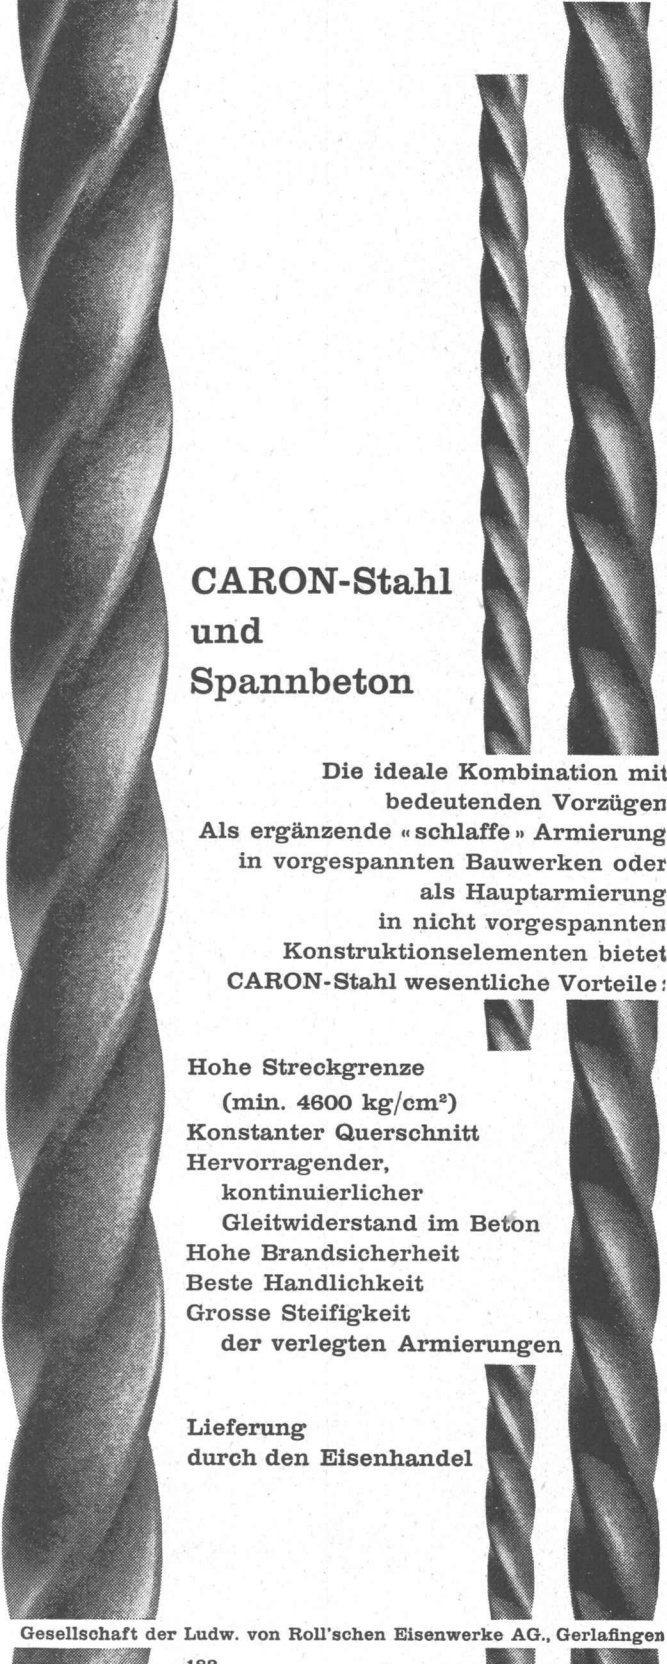 CARON-Stahl
und
Spannbeton
Die ideale Kombination mit
bedeutenden Vorzügen
Als ergänzende «schlaffe» Armierung
in vorgespannten Bauwerken oder
als Hauptarmierung
in nicht vorgespannten
Konstruktionselementen bietet
CARON-Stahl wesentliche Vorteile:
Hohe Streckgrenze
(min. 4600 kg/cm²)
Konstanter Querschnitt
Hervorragender,
kontinuierlicher
Gleitwiderstand im Beton
Hohe Brandsicherheit
Beste Handlichkeit
Grosse Steifigkeit
der verlegten Armierungen
Lieferung
durch den Eisenhandel
Gesellschaft der Ludw. von Roll'schen Eisenwerke AG., Gerlafingen